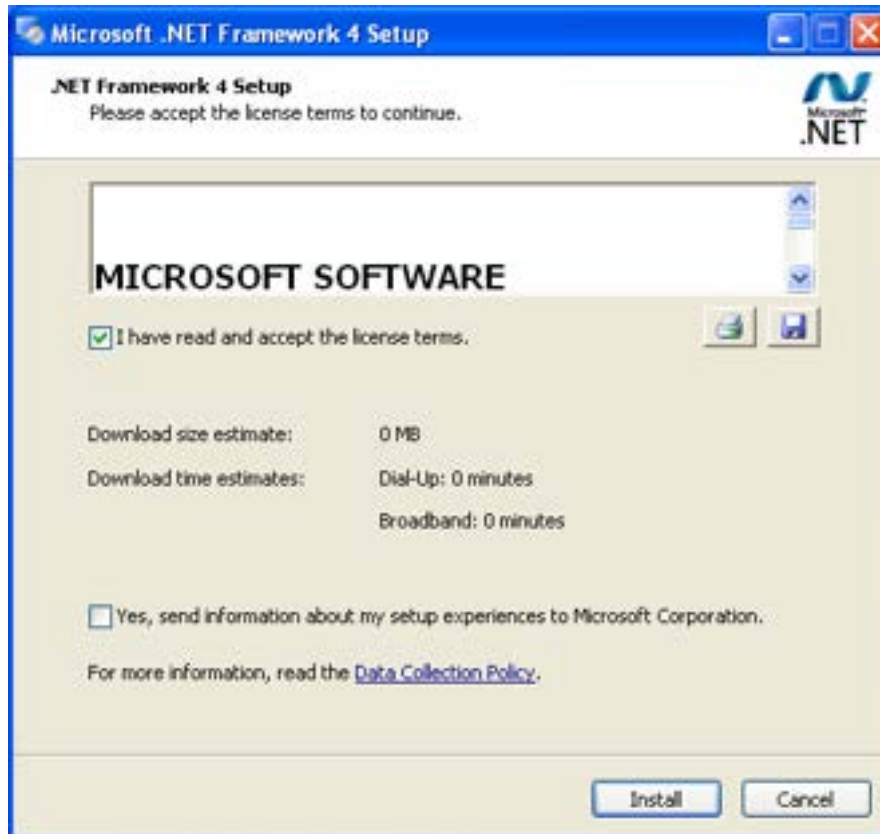 Microsoft .NET Framework 4 Setup
.NET Framework 4 Setup
Please accept the license terms to continue.
Microsoft
.NET
MICROSOFT SOFTWARE
I have read and accept the license terms.
Download size estimate: 0 MB
Download time estimates: Dial-Up: 0 minutes
Broadband: 0 minutes
Yes, send information about my setup experiences to Microsoft Corporation.
For more information, read the Data Collection Policy.
Install Cancel